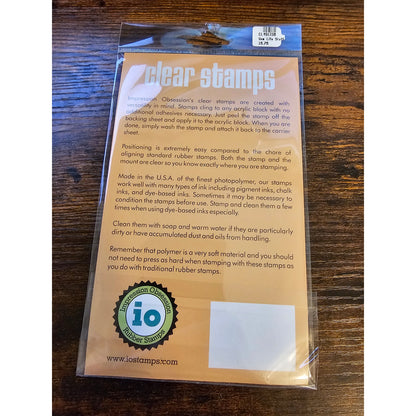 clear stamps
Impression Obsession's clear stamps are created with
versatility in mind. Stamps cling to any acrylic block with no
additional adhesives necessary. Just peel the stamp off the
backing sheet and apply it to the acrylic block. When you are
done, simply wash the stamp and attach it back to the carrier
sheet.
Positioning is extremely easy compared to the chore of
aligning standard rubber stamps. Both the stamp and the
mount are clear so you know exactly where you are stamping.
Made in the U.S.A. of the finest photopolymer, our stamps
work well with many types of ink including pigment inks, chalk
inks, and dye-based inks. Sometimes it may be necessary to
condition the stamps before use. Stamp and clean them a few
times when using dye-based inks especially.
Clean them with soap and warm water if they are particularly
dirty or have accumulated dust and oils from handling.
Remember that polymer is a very soft material and you should
not need to press as hard when stamping with these stamps as
you do with traditional rubber stamps.
Impression Obsession
io
Rubber Stamps
www.iostamps.com